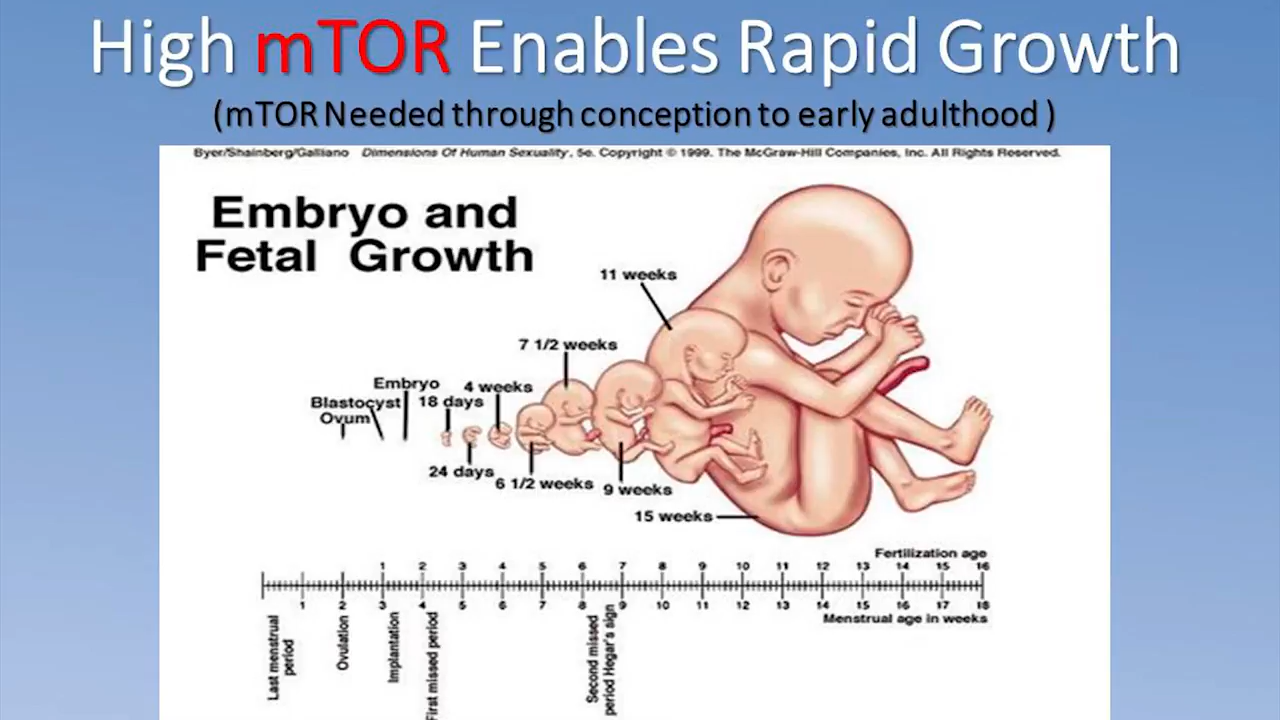 High mTOR Enables Rapid Growth
(mTOR Needed through conception to early adulthood )
Byer/Shainberg/Galliano Dimensions Of Human Sexuality, 5e. Copyright © 1999. The McGraw-Hill Companies, Inc. All Rights Reserved.
Embryo and
Fetal Growth
11 weeks
7 1/2 weeks
Embryo
4 weeks
Blastocyst
18 days
Ovum
24 days
6 1/2 weeks
9 weeks
15 weeks
Fertilization age
1 2 3 4 5 6 7 8 9 10 11 12 13 14 15 16
1 2 3 4 5 6 7 8 9 10 11 12 13 14 15 16 17 18
Menstrual age in weeks
Last menstrual
period
Ovulation
Implantation
First missed period
Second missed
period Hegar's sign